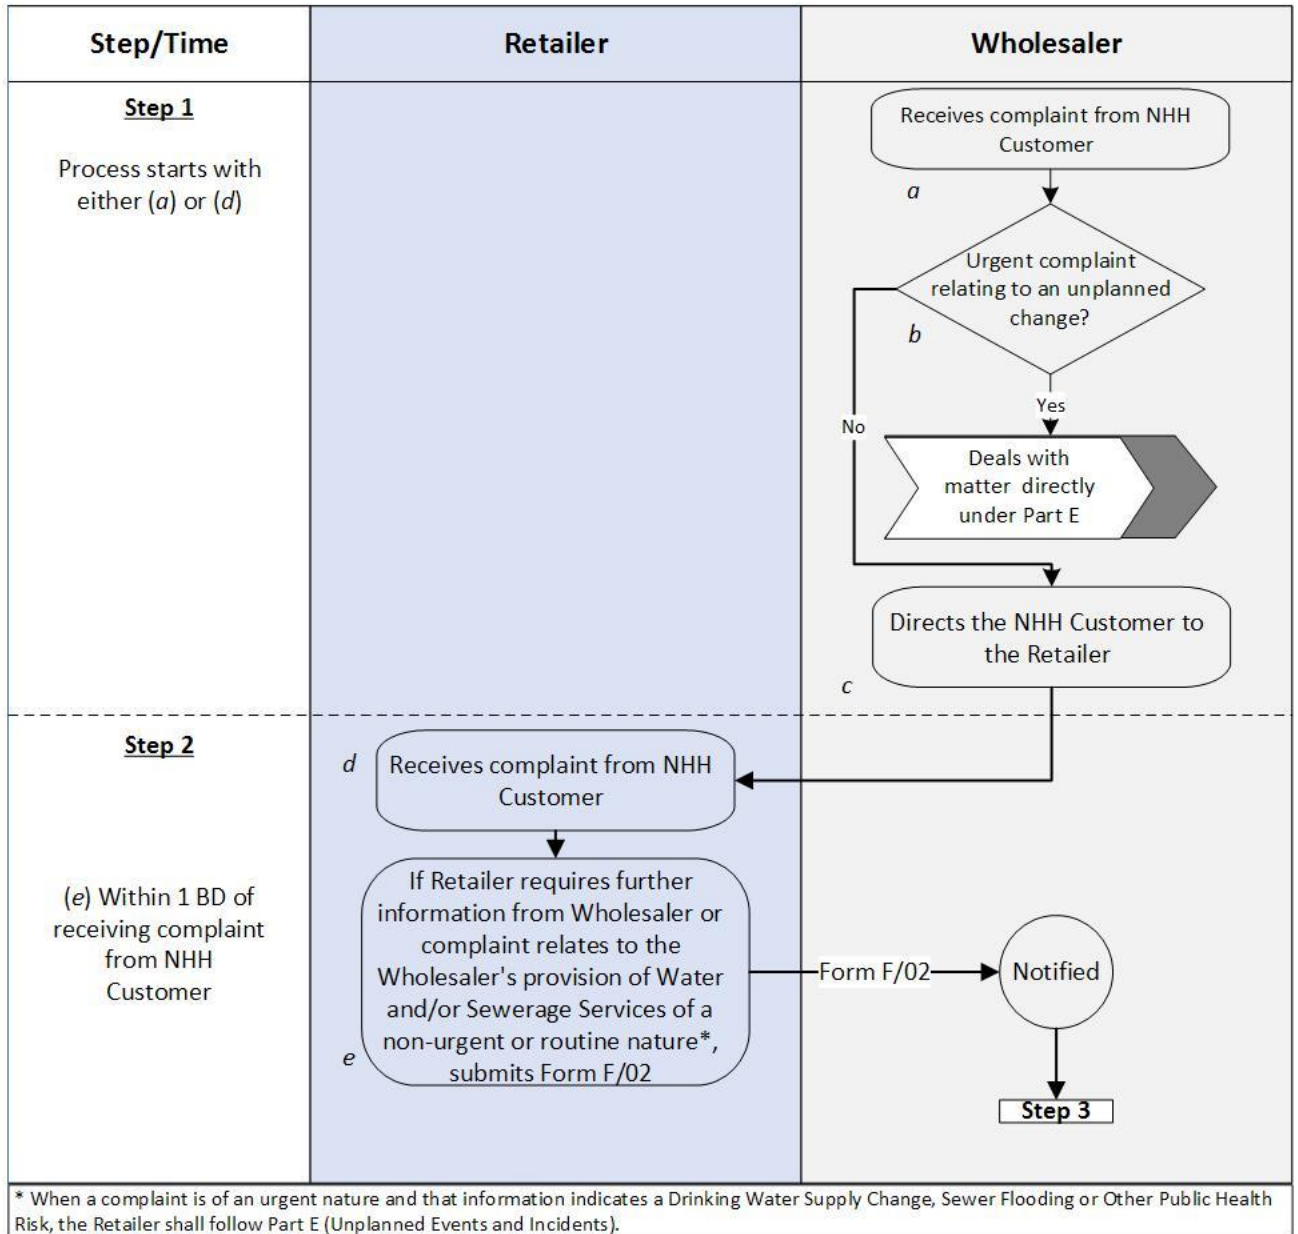 Step/Time
Retailer
Wholesaler
Step 1
Process starts with
either (a) or (d)
Receives complaint from NHH
Customer
a
Urgent complaint
relating to an unplanned
change?
b
Yes
No
Deals with
matter directly
under Part E
Directs the NHH Customer to
the Retailer
c
Step 2
d
Receives complaint from NHH
Customer
(e) Within 1 BD of
receiving complaint
from NHH
Customer
If Retailer requires further
information from Wholesaler or
complaint relates to the
Wholesaler's provision of Water
and/or Sewerage Services of a
non-urgent or routine nature*,
submits Form F/02
e
Form F/02
Notified
Step 3
* When a complaint is of an urgent nature and that information indicates a Drinking Water Supply Change, Sewer Flooding or Other Public Health
Risk, the Retailer shall follow Part E (Unplanned Events and Incidents).